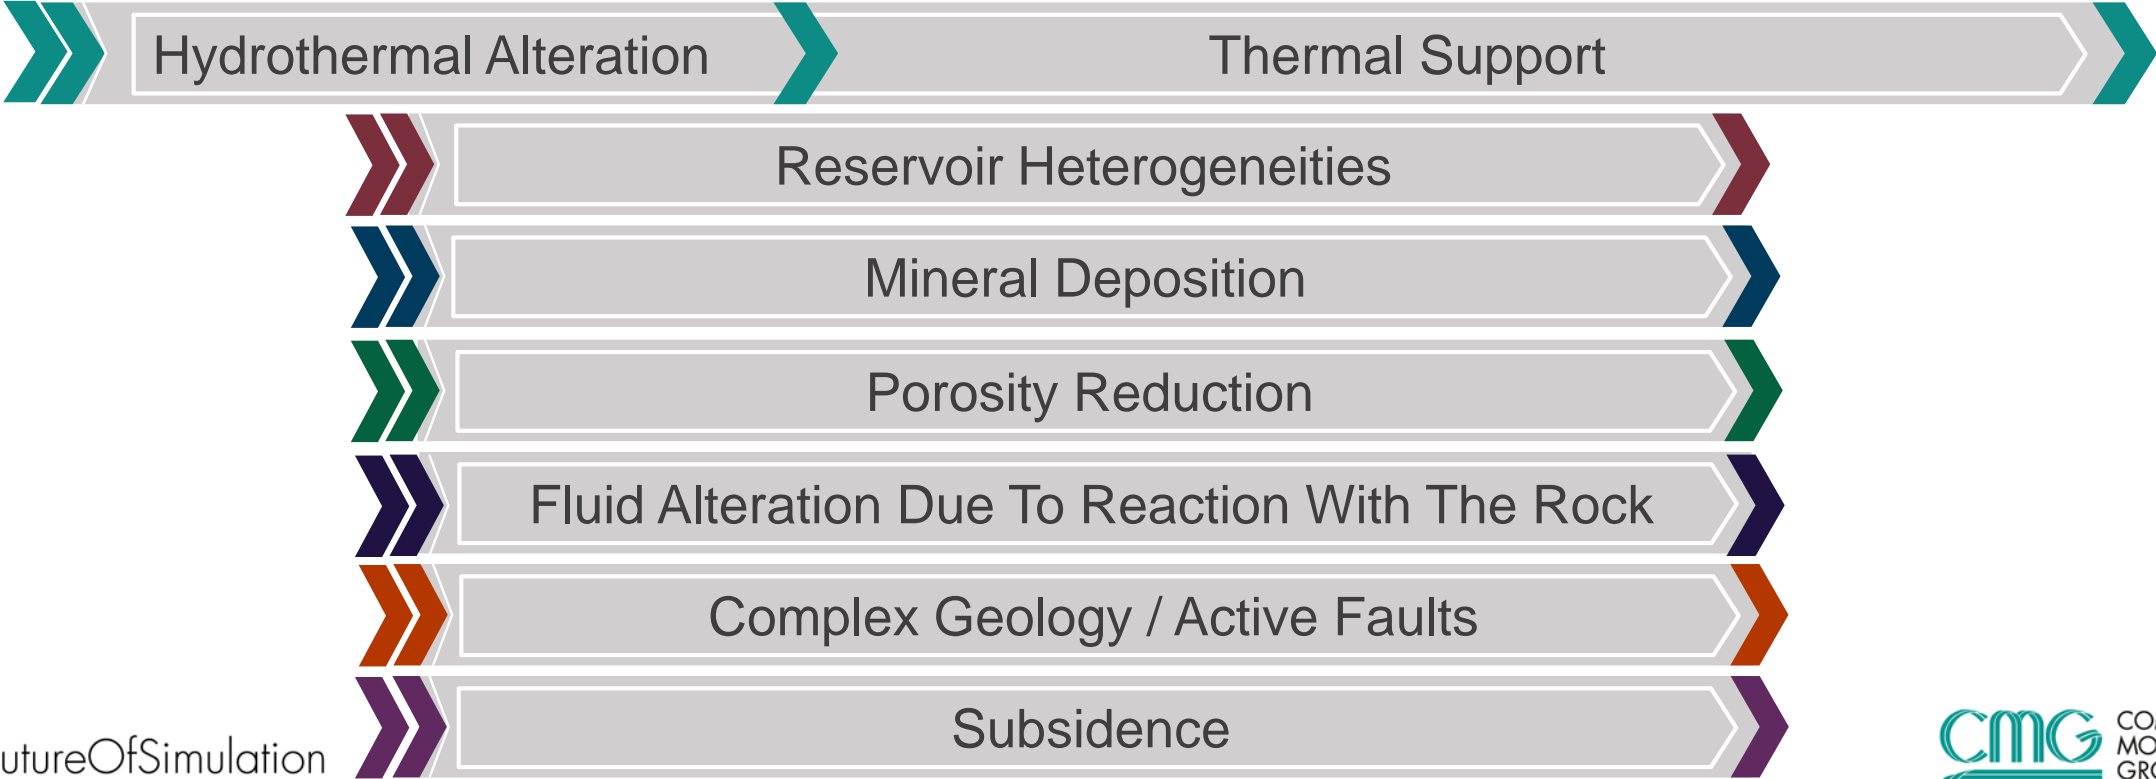 Hydrothermal Alteration
Thermal Support
Reservoir Heterogeneities
Mineral Deposition
Porosity Reduction
Fluid Alteration Due To Reaction With The Rock
Complex Geology / Active Faults
Subsidence
utureOfSimulation
CMG